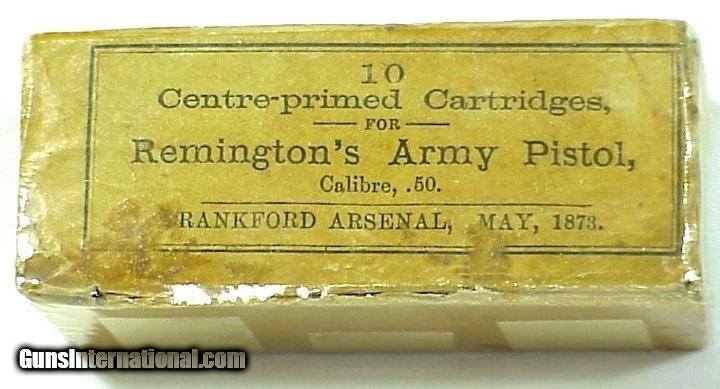 10
Centre-primed Cartridges,
FOR
Remington's Army Pistol,
Calibre, .50.
RANKFORD ARSENAL, MAY, 1873.
GunsInternational.com